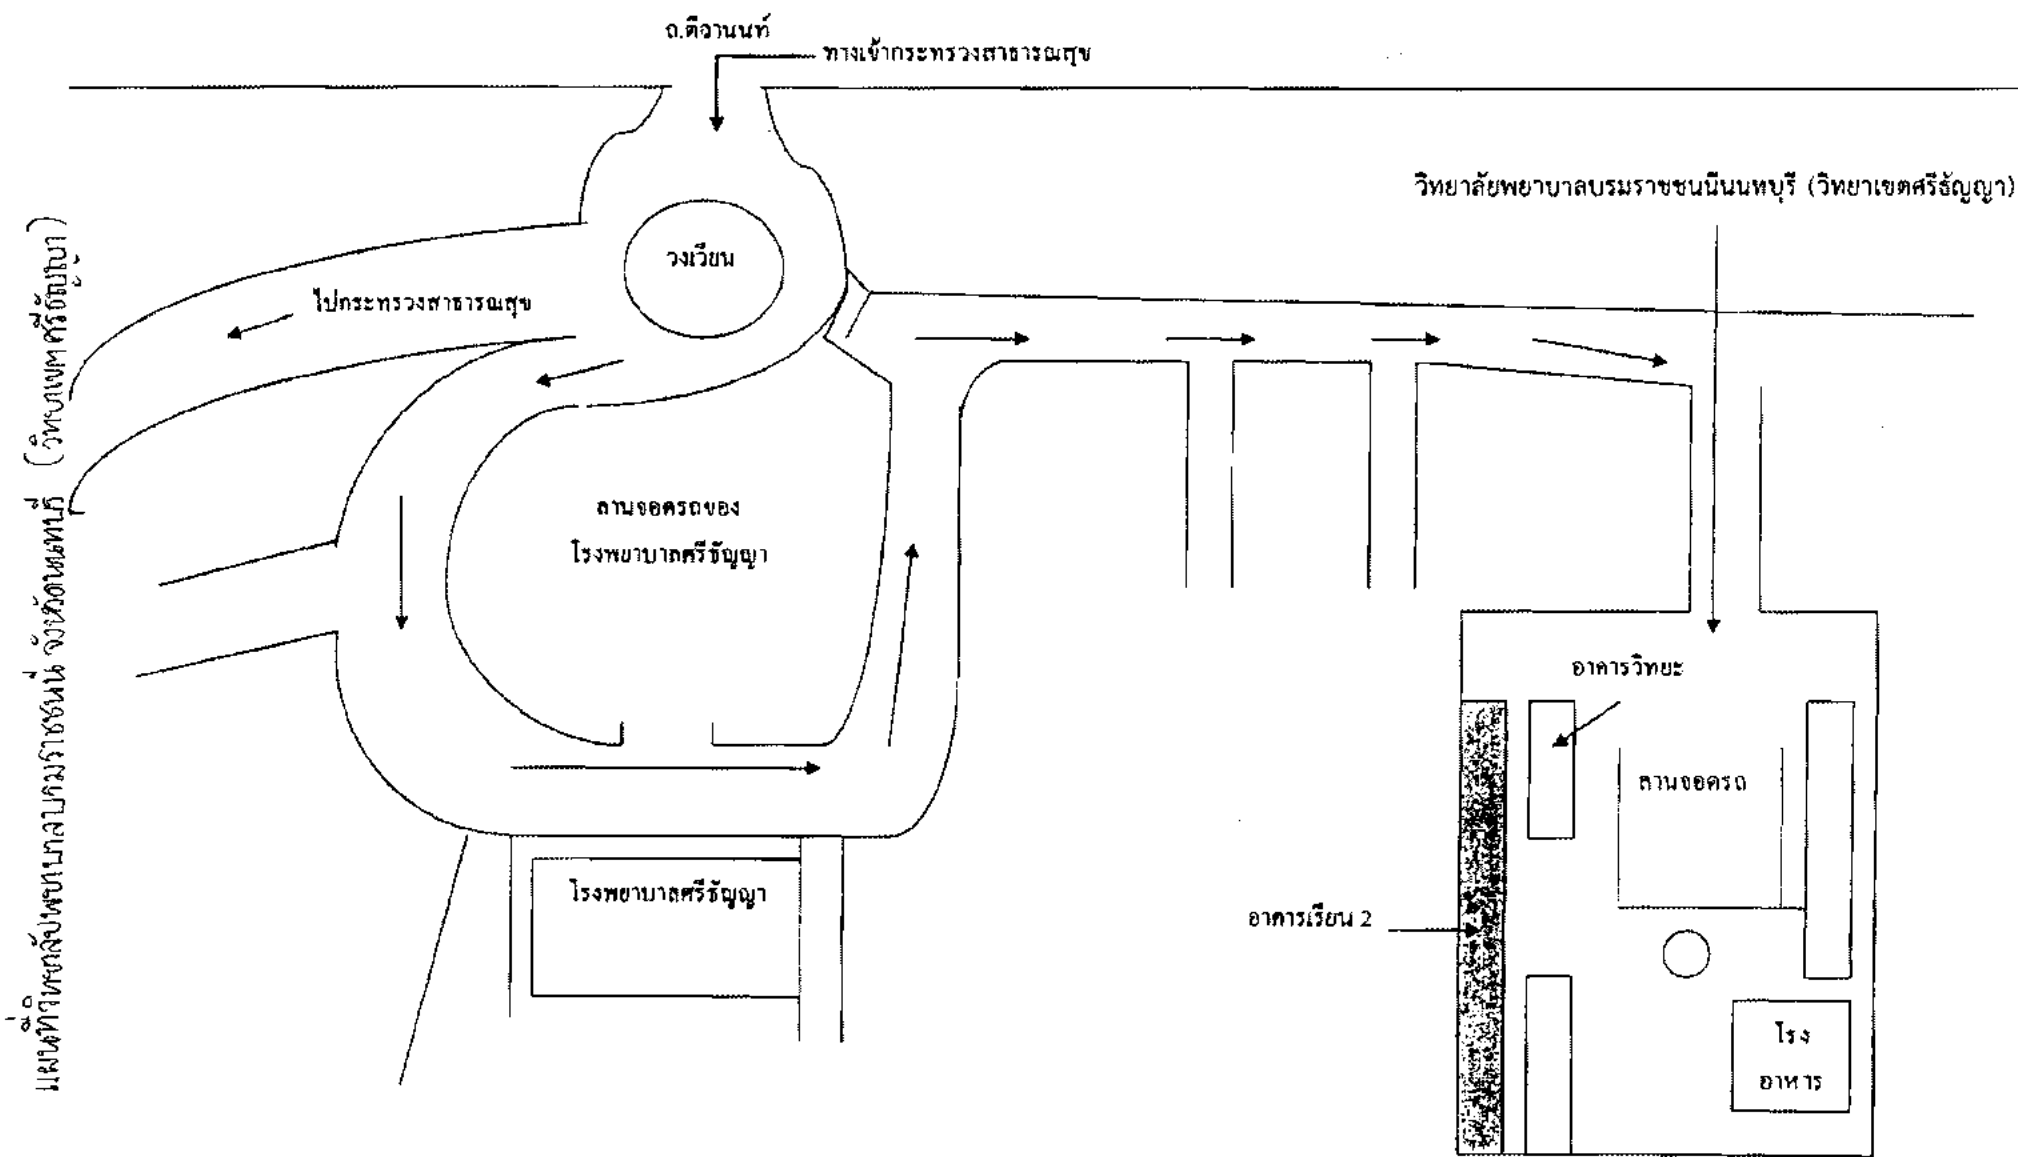 ถ.ติวานนท์
ทางเข้ากระทรวงสาธารณสุข
วิทยาลัยพยาบาลบรมราชชนนีนนทบุรี (วิทยาเขตศรีธัญญา)
วงเวียน
ไปกระทรวงสาธารณสุข
ลานจอดรถของ
โรงพยาบาลศรีธัญญา
อาคารวิทยะ
ลานจอดรถ
โรงพยาบาลศรีธัญญา
อาคารเรียน 2
โรง
อาหาร
แผนที่วิทยาลัยพยาบาลบรมราชชนนี จังหวัดนนทบุรี (วิทยาเขตศรีธัญญา)